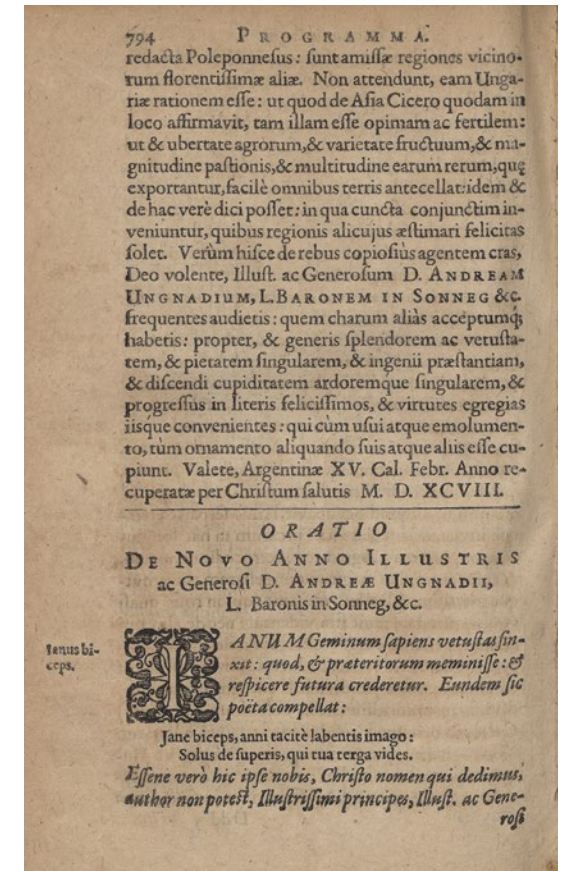 794 PROGRAMMA.
redacta Poleponnesus: ſunt amiſſæ regiones vicino-
rum florentiſſimæ aliæ. Non attendunt, eam Unga-
riæ rationem eſſe: ut quod de Aſia Cicero quodam in
loco affirmavit, tam illam eſſe opimam ac fertilem:
ut & ubertate agrorum, & varietate fructuum, & ma-
gnitudine paſtionis, & multitudine earum rerum, quę
exportantur, facilè omnibus terris antecellat: idem &
de hac verè dici poſſet: in qua cuncta conjunctim in-
veniuntur, quibus regionis alicujus æſtimari felicitas
ſolet. Verùm hiſce de rebus copioſiùs agentem cras,
Deo volente, Illuſt. ac Generoſum D. ANDREAM
UNGNADIUM, L. BARONEM IN SONNEG &c.
frequentes audietis: quem charum aliàs acceptumq́;
habetis: propter, & generis ſplendorem ac vetuſta-
tem, & pietatem ſingularem, & ingenii præſtantiam,
& diſcendi cupiditatem ardoremque ſingularem, &
progreſſus in literis feliciſſimos, & virtutes egregias
iisque convenientes: qui cùm uſui atque emolumen-
to, tùm ornamento aliquando ſuis atque aliis eſſe cu-
piunt. Valete, Argentinæ XV. Cal. Febr. Anno re-
cuperatæ per Chriſtum ſalutis M. D. XCVIII.
ORATIO
DE NOVO ANNO ILLUSTRIS
ac Generoſi D. ANDREÆ UNGNADII,
L. Baronis in Sonneg, &c.
Ianus bi-
ceps.
IANUM Geminum ſapiens vetuſtas fin-
xit: quod, & præteritorum meminiſſe: &
reſpicere futura crederetur. Eundem ſic
poëta compellat:
Jane biceps, anni tacitè labentis imago:
Solus de ſuperis, qui tua terga vides.
Eſſene verò hic ipſe nobis, Chriſto nomen qui dedimus,
author non poteſt, Illuſtriſſimi principes, Illuſt. ac Gene-
roſi